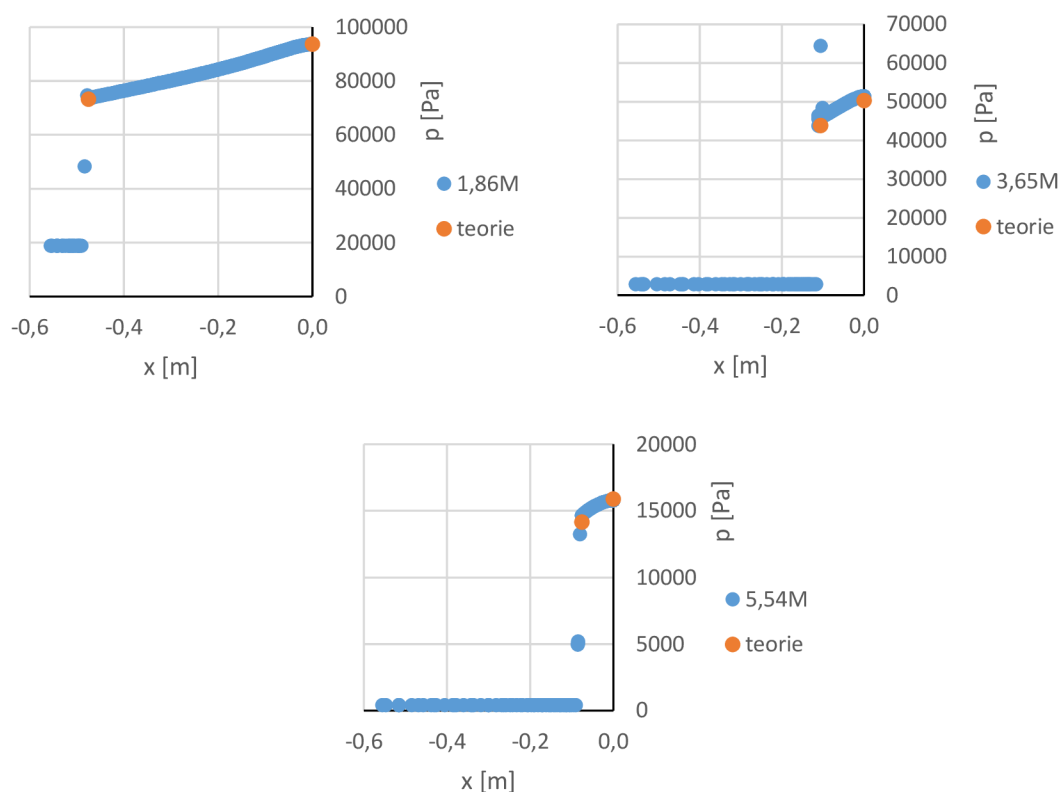 100000
80000
60000
40000
20000
0
p [Pa]
-0,6 -0,4 -0,2 0,0
x [m]
1,86M
teorie
70000
60000
50000
40000
30000
20000
10000
0
p [Pa]
-0,6 -0,4 -0,2 0,0
x [m]
3,65M
teorie
20000
15000
10000
5000
0
p [Pa]
-0,6 -0,4 -0,2 0,0
x [m]
5,54M
teorie